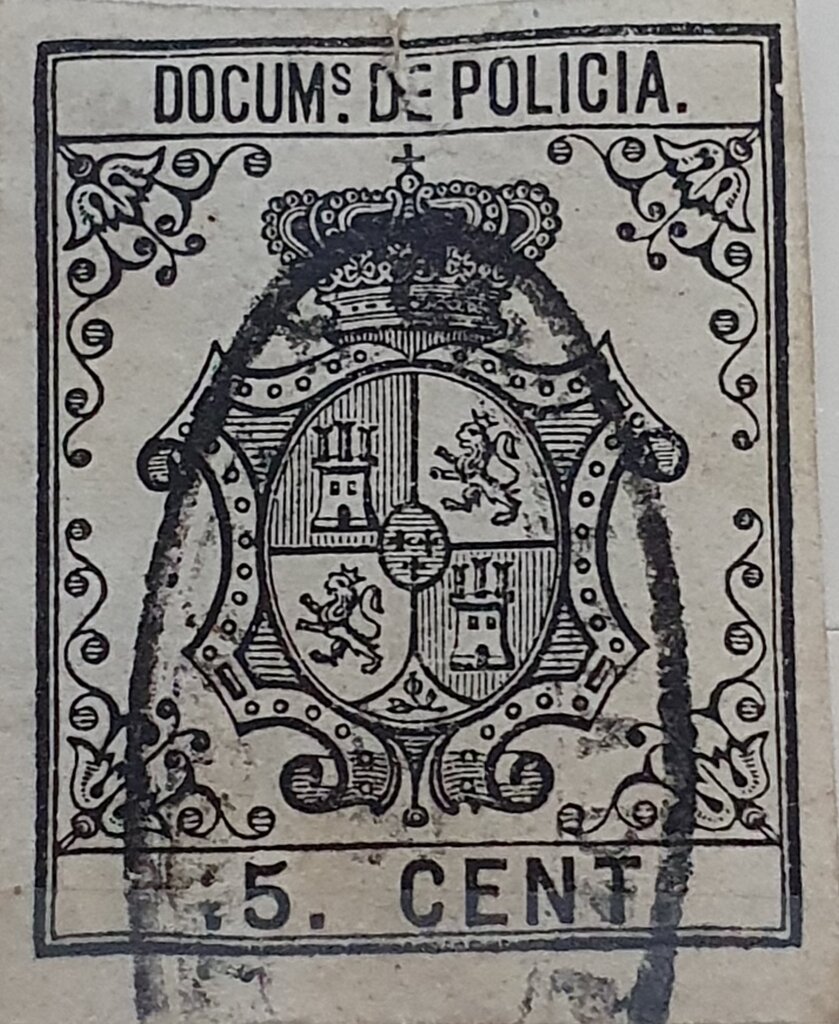 DOCUMS. DE POLICIA.
5. CENT